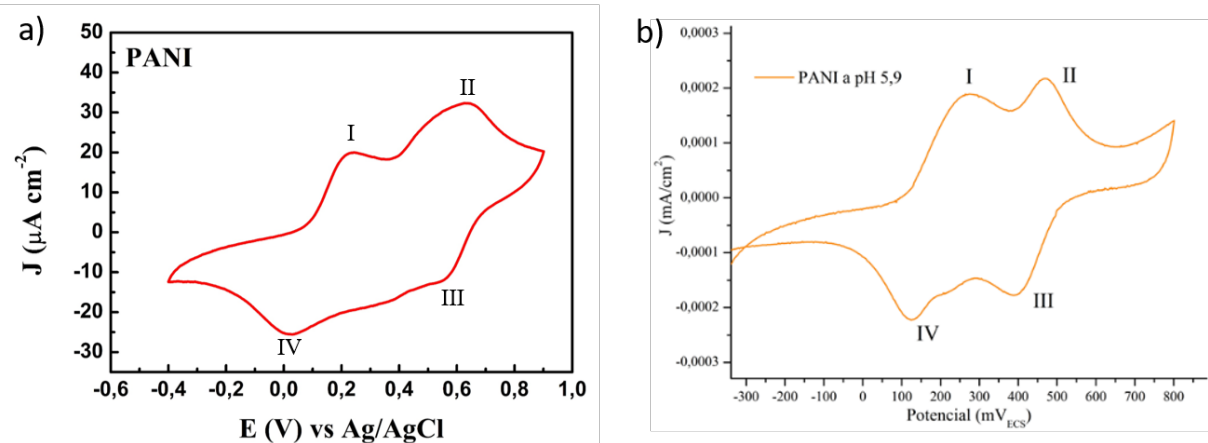 a)
PANI
I
II
III
IV
50
40
30
20
10
0
-10
-20
-30
J (µA cm-2)
-0,6 -0,4 -0,2 0,0 0,2 0,4 0,6 0,8 1,0
E (V) vs Ag/AgCl
b)
PANI a pH 5,9
I
II
III
IV
0,0003
0,0002
0,0001
0,0000
-0,0001
-0,0002
-0,0003
J (mA/cm2)
-300 -200 -100 0 100 200 300 400 500 600 700 800
Potencial (mVECS)